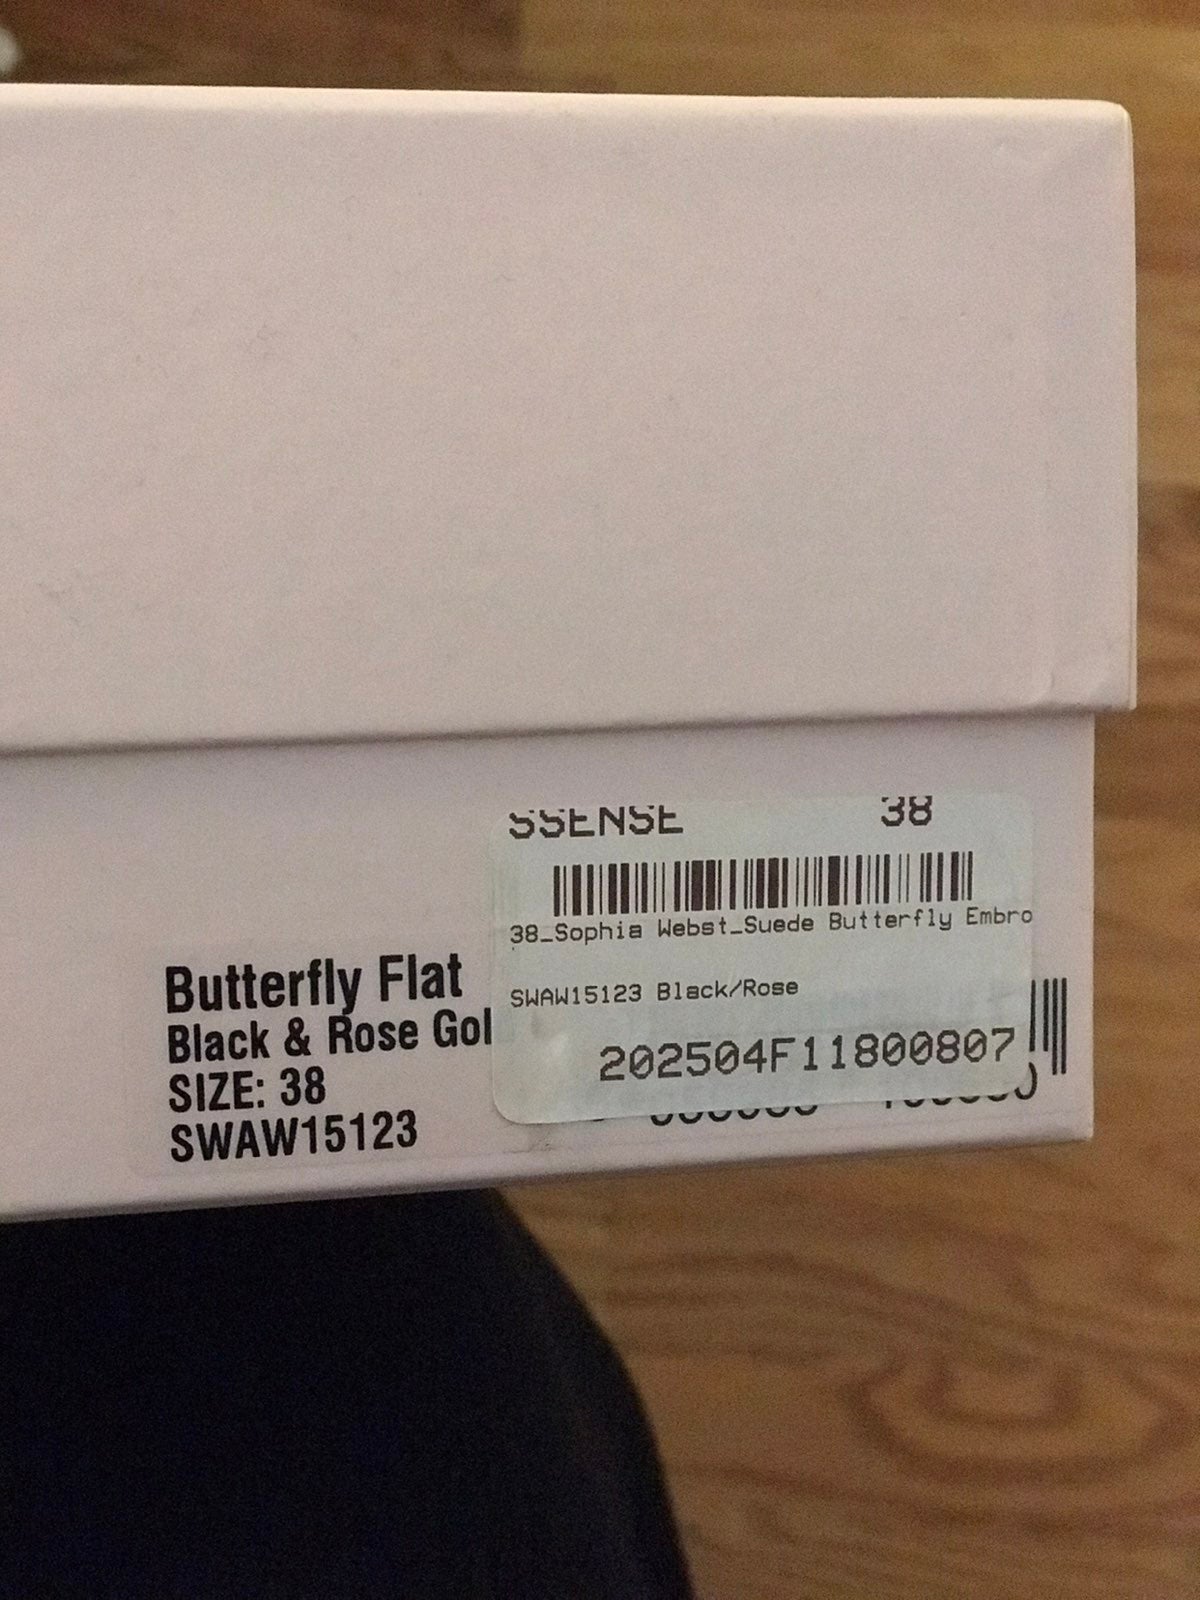 SSENSE 38
38_Sophia Webst_Suede Butterfly Embro
SWAW15123 Black/Rose
202504F11800807
Butterfly Flat
Black & Rose Gol
SIZE: 38
SWAW15123